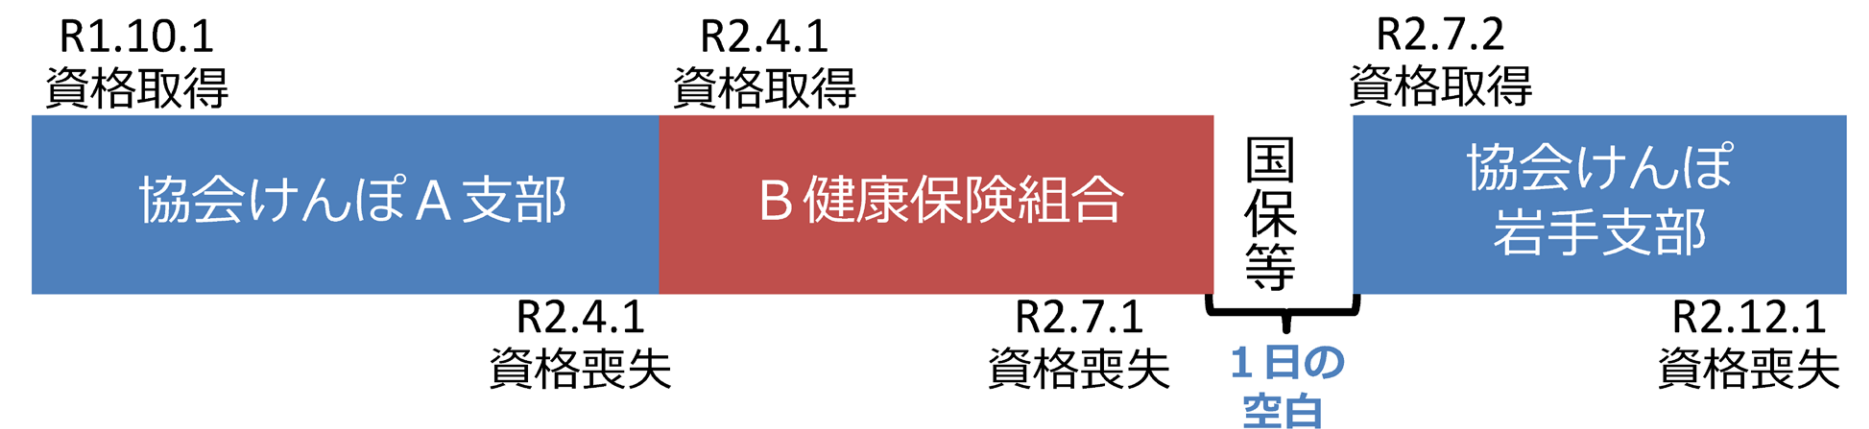 R1.10.1
資格取得
R2.4.1
資格取得
R2.7.2
資格取得
協会けんぽＡ支部
Ｂ健康保険組合
国保等
協会けんぽ
岩手支部
R2.4.1
資格喪失
R2.7.1
資格喪失
１日の
空白
R2.12.1
資格喪失